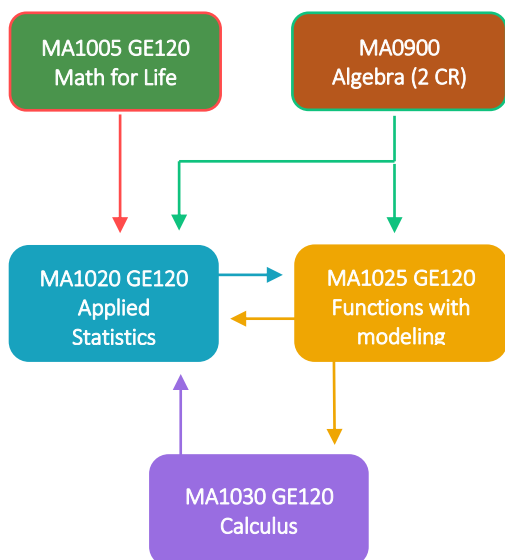 MA1005 GE120
Math for Life
MA0900
Algebra (2 CR)
MA1020 GE120
Applied
Statistics
MA1025 GE120
Functions with
modeling
MA1030 GE120
Calculus